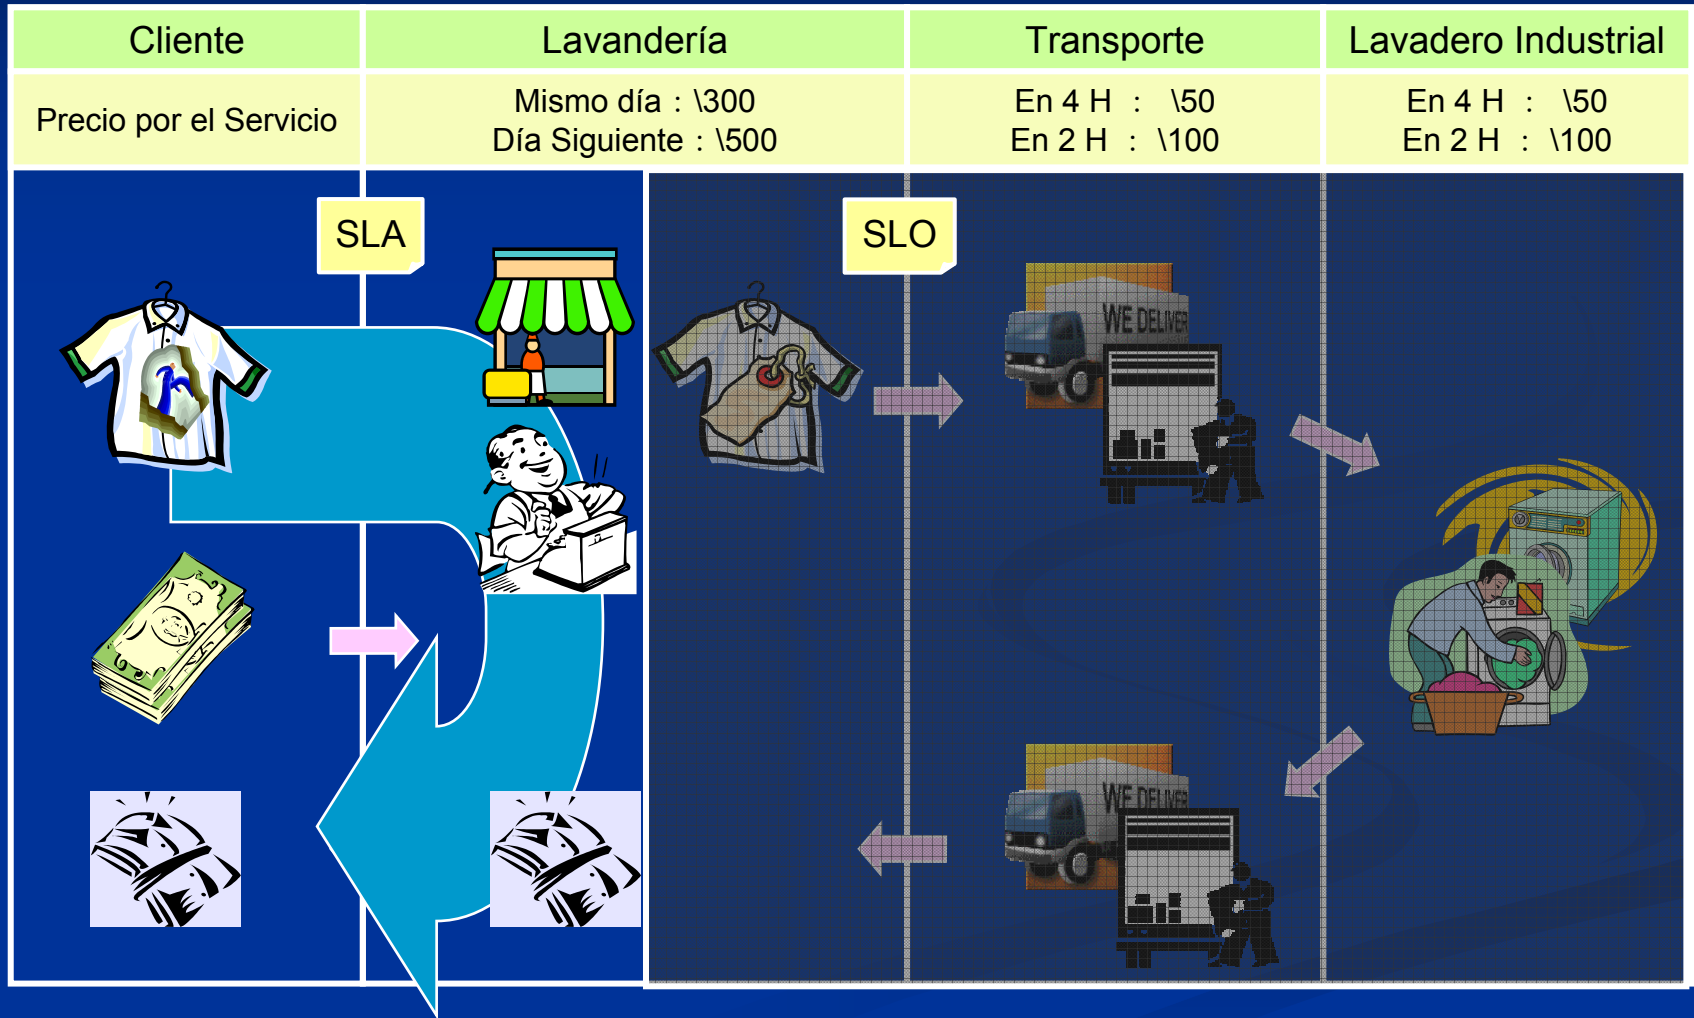 Cliente
Lavandería
Transporte
Lavadero Industrial
Precio por el Servicio
Mismo día : \300
Día Siguiente : \500
En 4 H : \50
En 2 H : \100
En 4 H : \50
En 2 H : \100
SLA
SLO
WE DELIVER
WE DELIVER